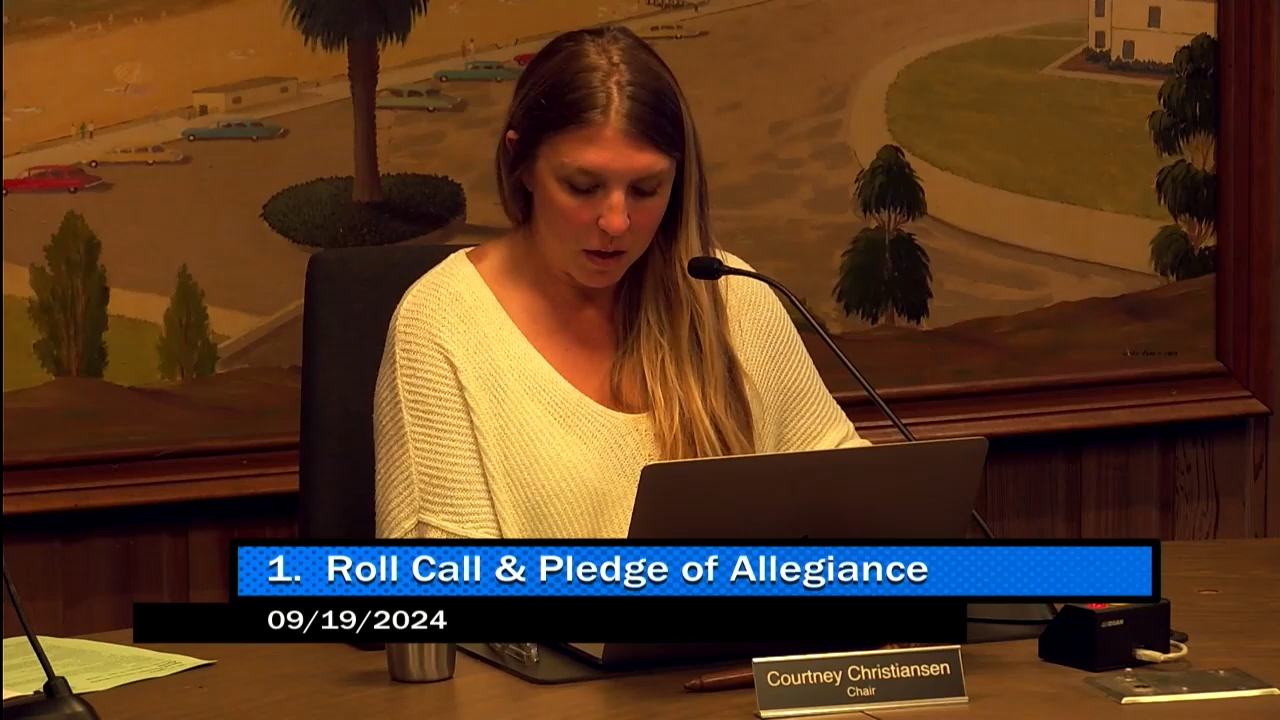 1. Roll Call & Pledge of Allegiance
09/19/2024
Courtney Christiansen
Chair